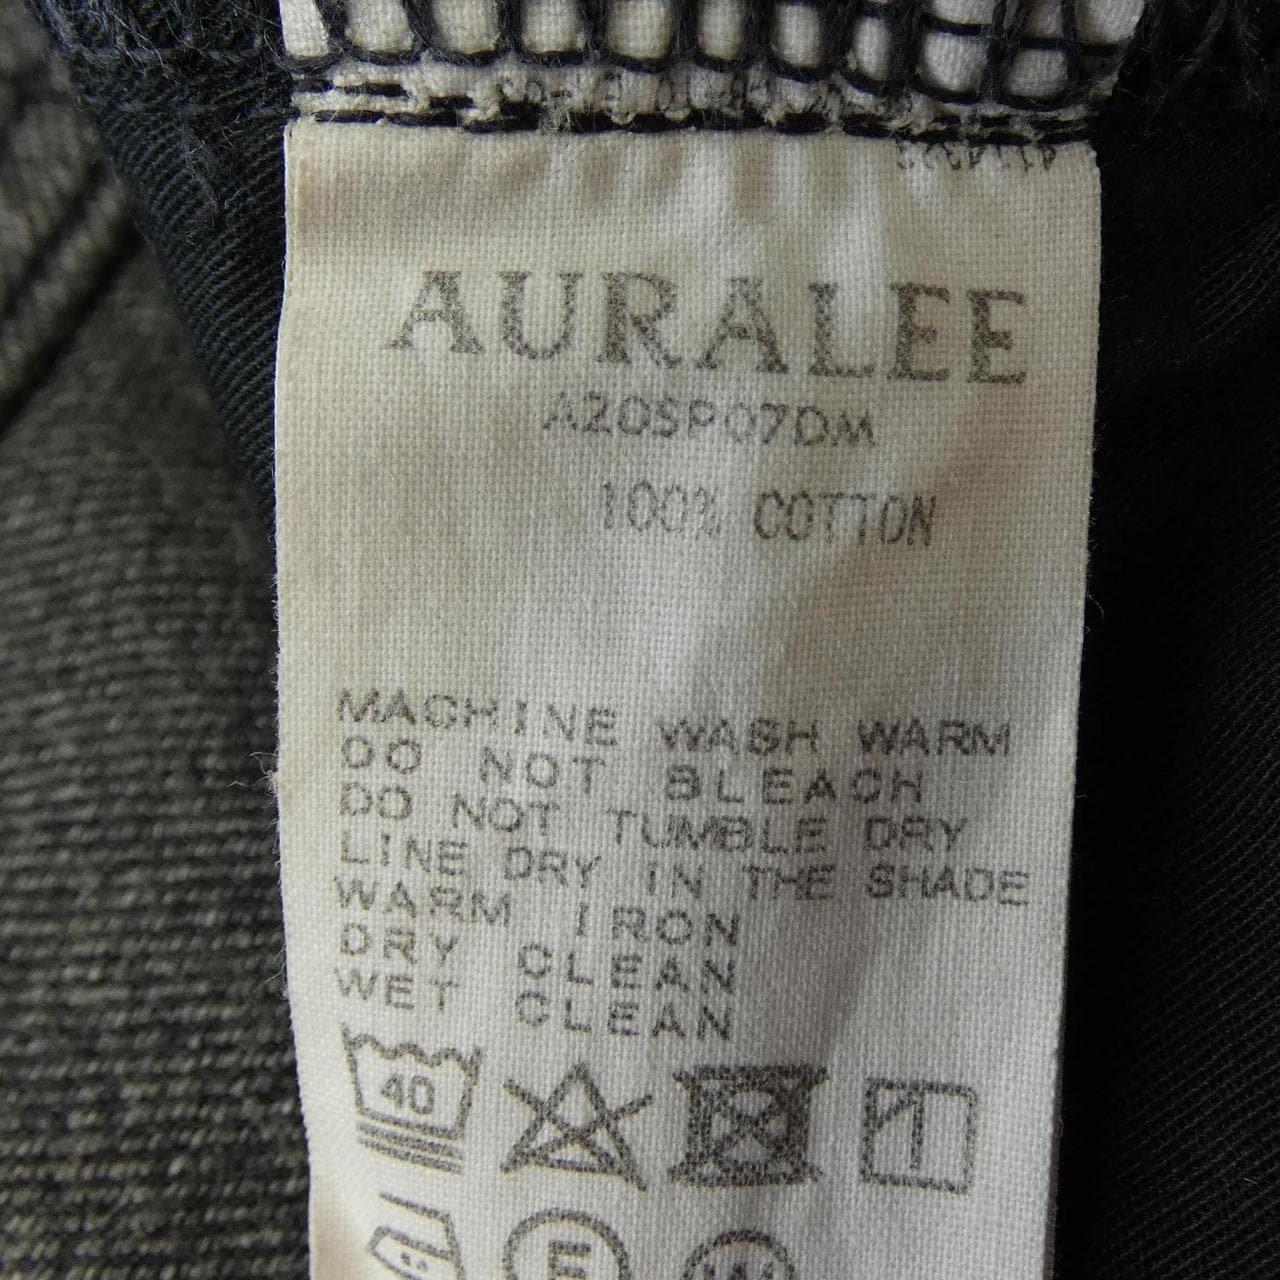 AURALEE
A20SP07DM
100% COTTON
MACHINE WASH WARM
DO NOT BLEACH
DO NOT TUMBLE DRY
LINE DRY IN THE SHADE
WARM IRON
DRY CLEAN
WET CLEAN
40
F
W